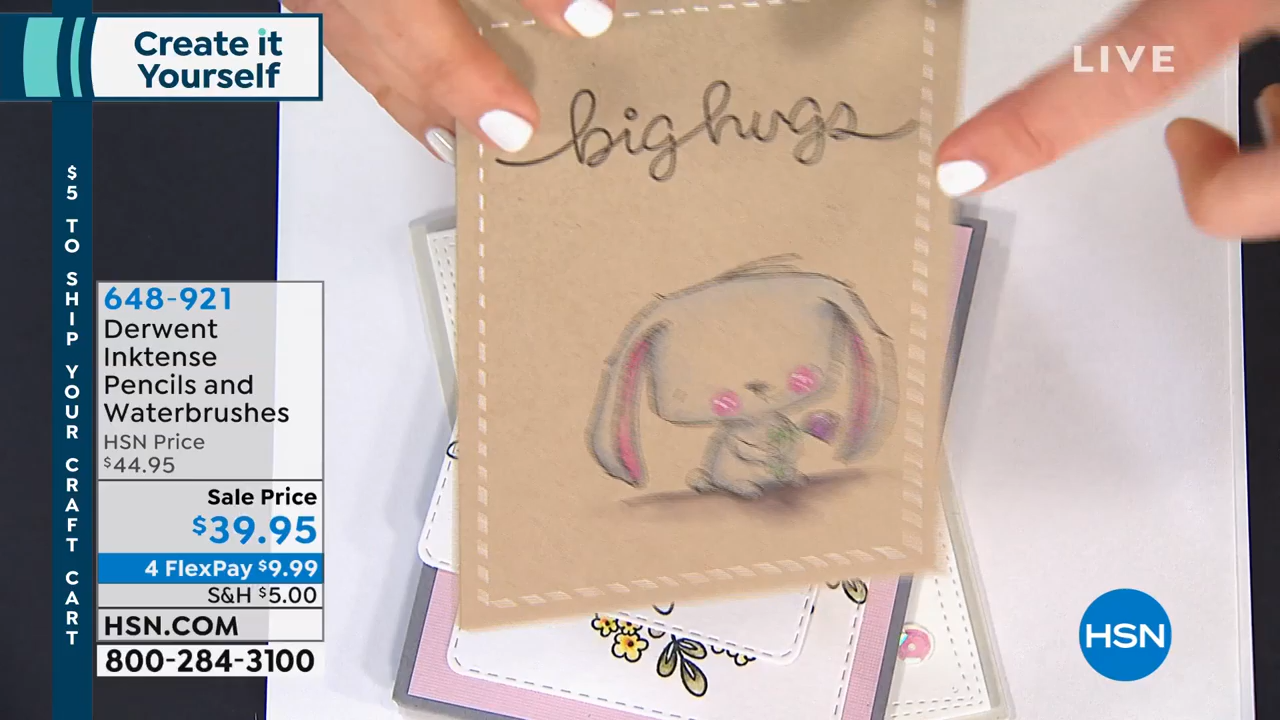 Create it
Yourself
LIVE
big hugs
$5 TO SHIP YOUR CRAFT CART
648-921
Derwent
Inktense
Pencils and
Waterbrushes
HSN Price
$44.95
Sale Price
$39.95
4 FlexPay $9.99
S&H $5.00
HSN.COM
800-284-3100
HSN